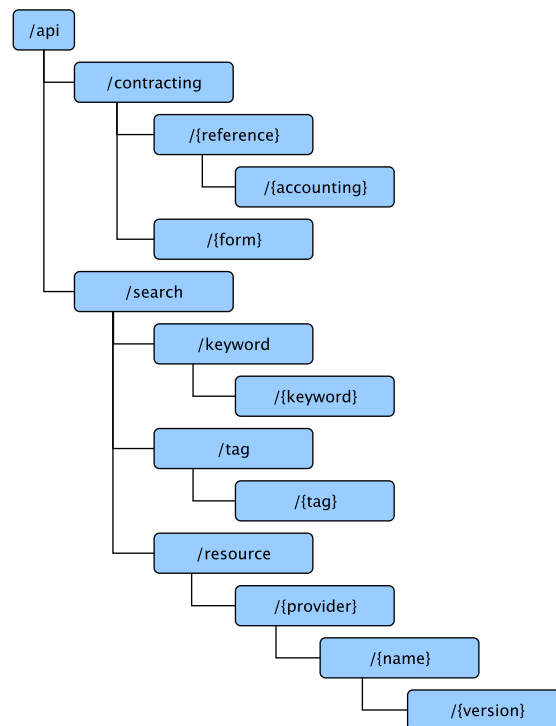 /api
/contracting
/{reference}
/{accounting}
/{form}
/search
/keyword
/{keyword}
/tag
/{tag}
/resource
/{provider}
/{name}
/{version}